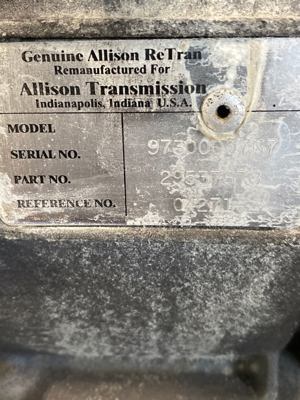 Genuine Allison ReTran
Remanufactured For
Allison Transmission
Indianapolis, Indiana U.S.A.
MODEL
SERIAL NO.
PART NO.
REFERENCE NO.